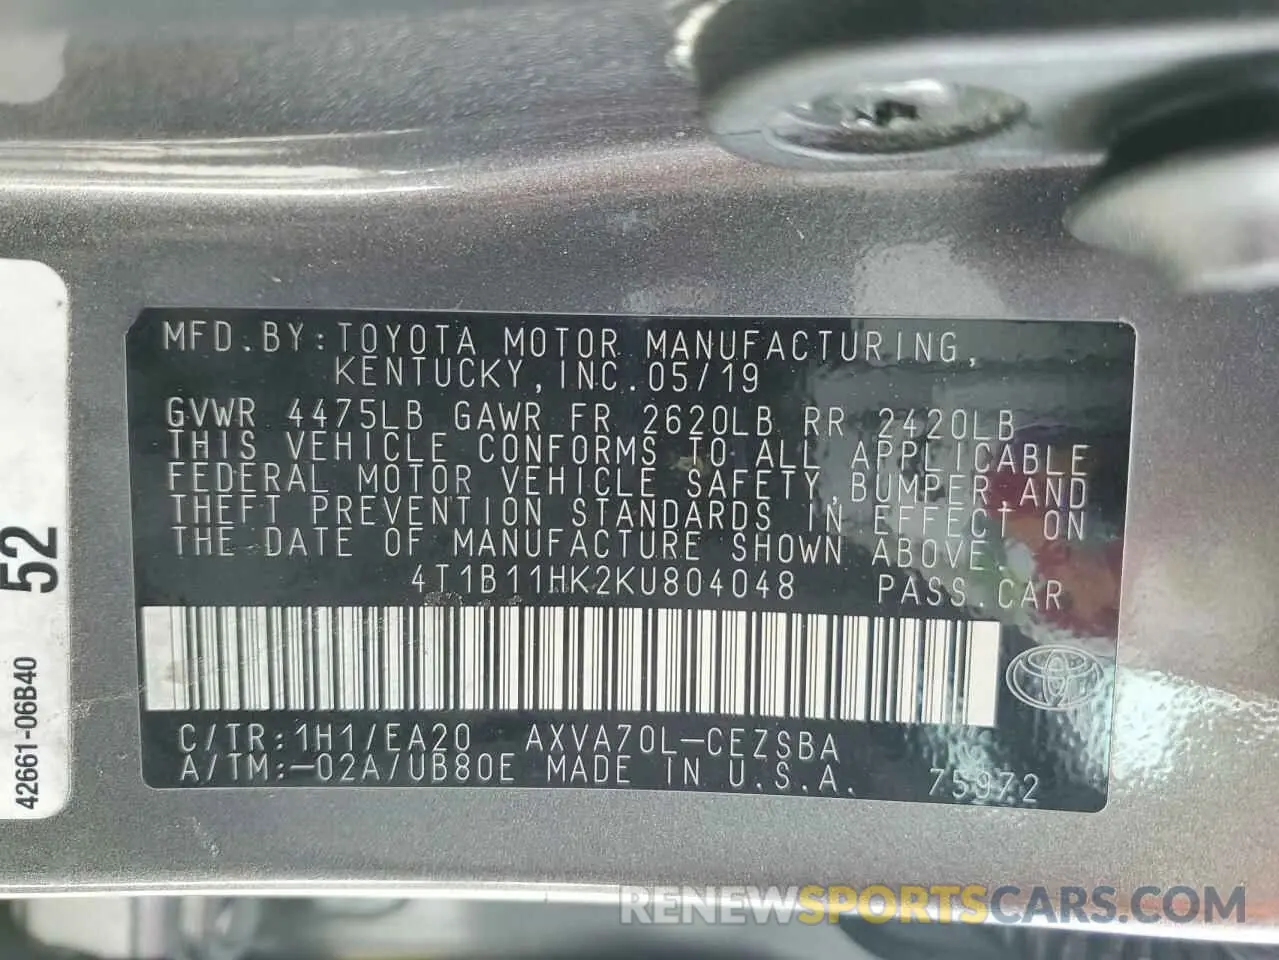 MFD.BY:TOYOTA MOTOR MANUFACTURING,
KENTUCKY,INC.05/19
GVWR 4475LB GAWR FR 2620LB RR 2420LB
THIS VEHICLE CONFORMS TO ALL APPLICABLE
FEDERAL MOTOR VEHICLE SAFETY,BUMPER,AND
THEFT PREVENTION STANDARDS IN EFFECT ON
THE DATE OF MANUFACTURE SHOWN ABOVE.
4T1B11HK2KU804048 PASS.CAR
C/TR:1H1/EA20 AXVA70L-CEZSBA
A/TM:-02A/UB80E MADE IN U.S.A. 75972
52
42661-06B40
RENEWSPORTSCARS.COM